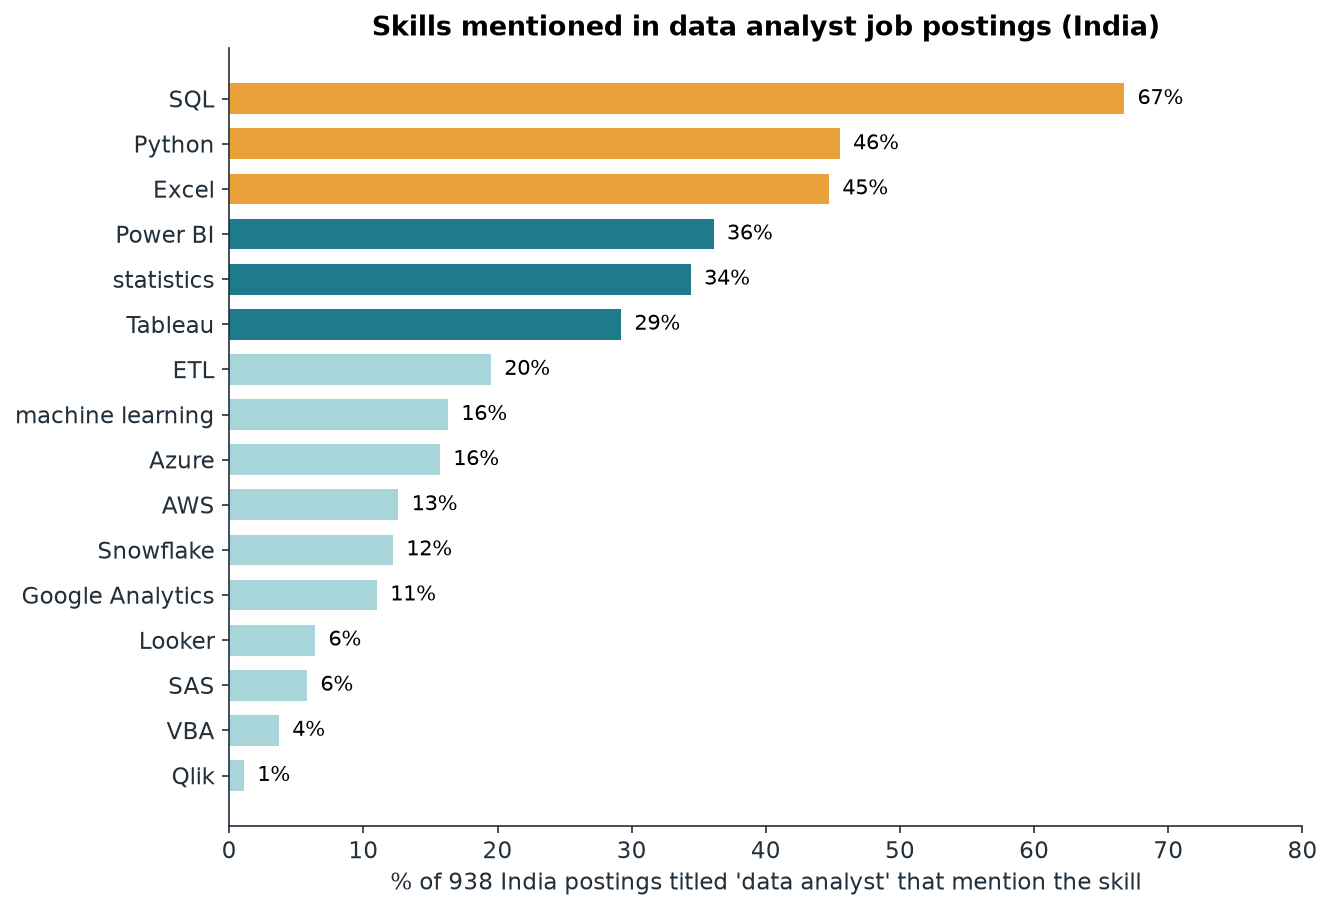 Skills mentioned in data analyst job postings (India)
SQL 67%
Python 46%
Excel 45%
Power BI 36%
statistics 34%
Tableau 29%
ETL 20%
machine learning 16%
Azure 16%
AWS 13%
Snowflake 12%
Google Analytics 11%
Looker 6%
SAS 6%
VBA 4%
Qlik 1%
0 10 20 30 40 50 60 70 80
% of 938 India postings titled 'data analyst' that mention the skill